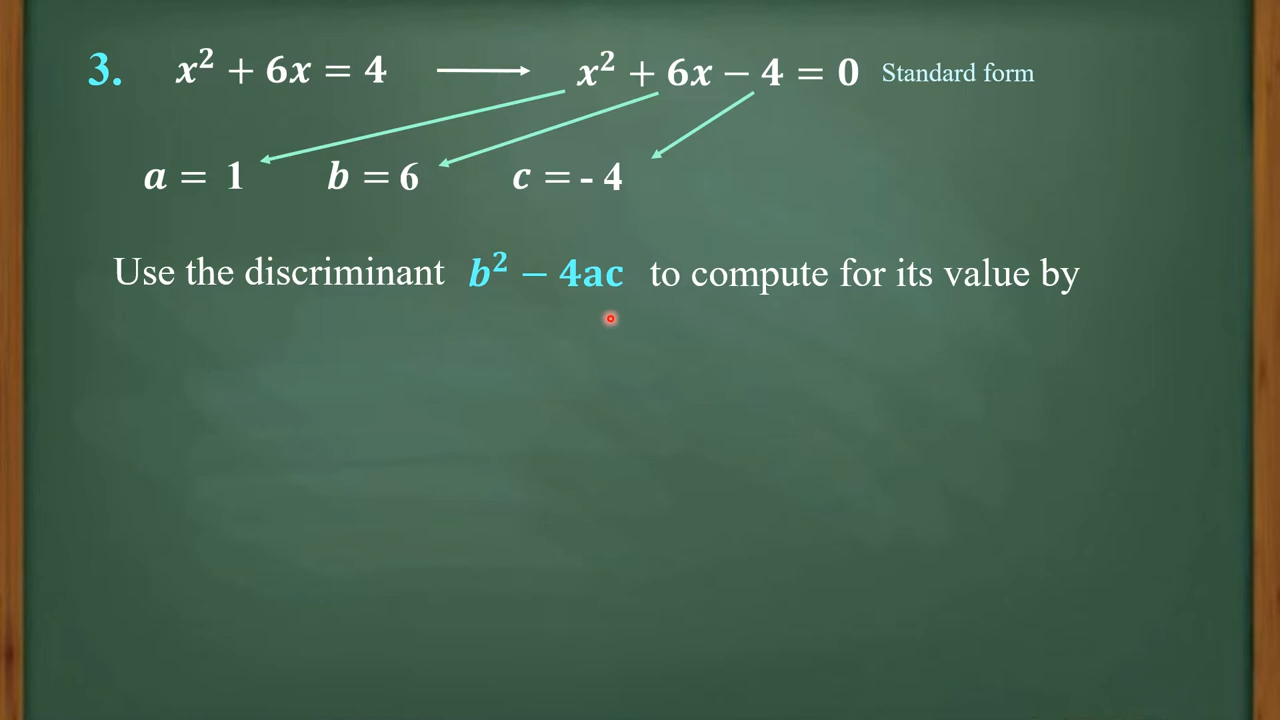 3. x² + 6x = 4 ⟶ x² + 6x − 4 = 0 Standard form
a = 1 b = 6 c = - 4
Use the discriminant b² − 4ac to compute for its value by